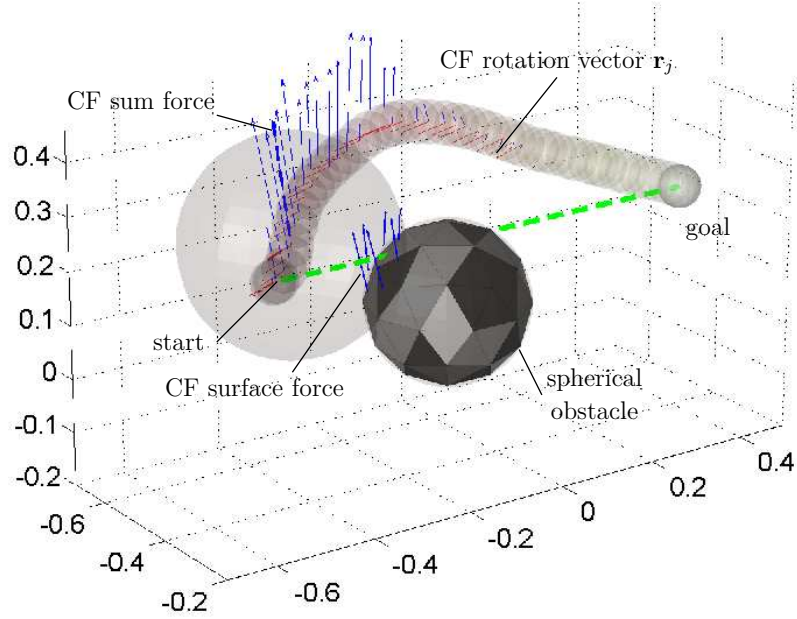 CF rotation vector r_j
CF sum force
0.4
0.3
0.2
0.1
0
-0.1
-0.2
goal
start
CF surface force
spherical
obstacle
-0.6
-0.4
-0.2
-0.6
-0.4
-0.2
0
0.2
0.4